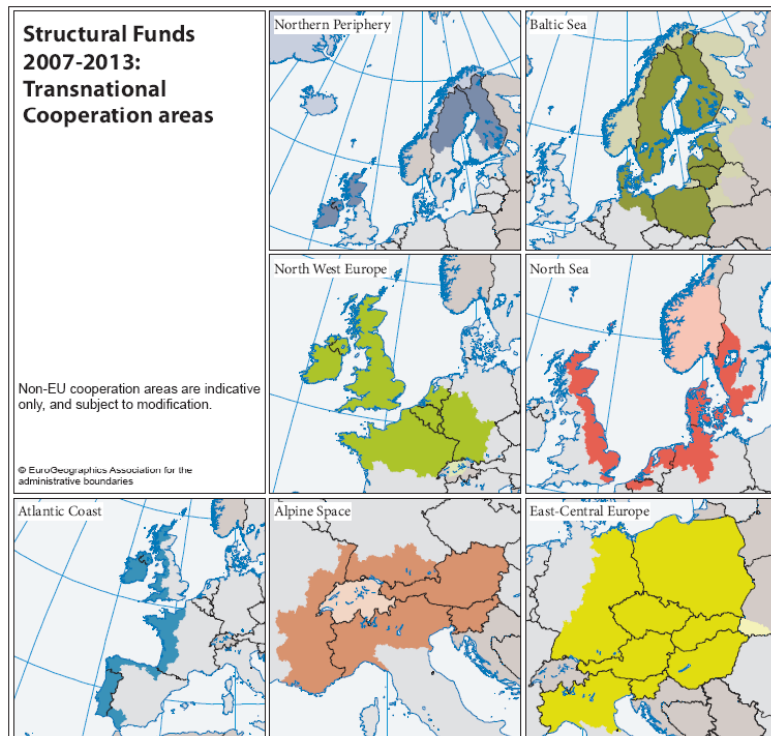 Structural Funds
2007-2013:
Transnational
Cooperation areas
Northern Periphery
Baltic Sea
North West Europe
North Sea
Non-EU cooperation areas are indicative
only, and subject to modification.
© EuroGeographics Association for the
administrative boundaries
Atlantic Coast
Alpine Space
East-Central Europe